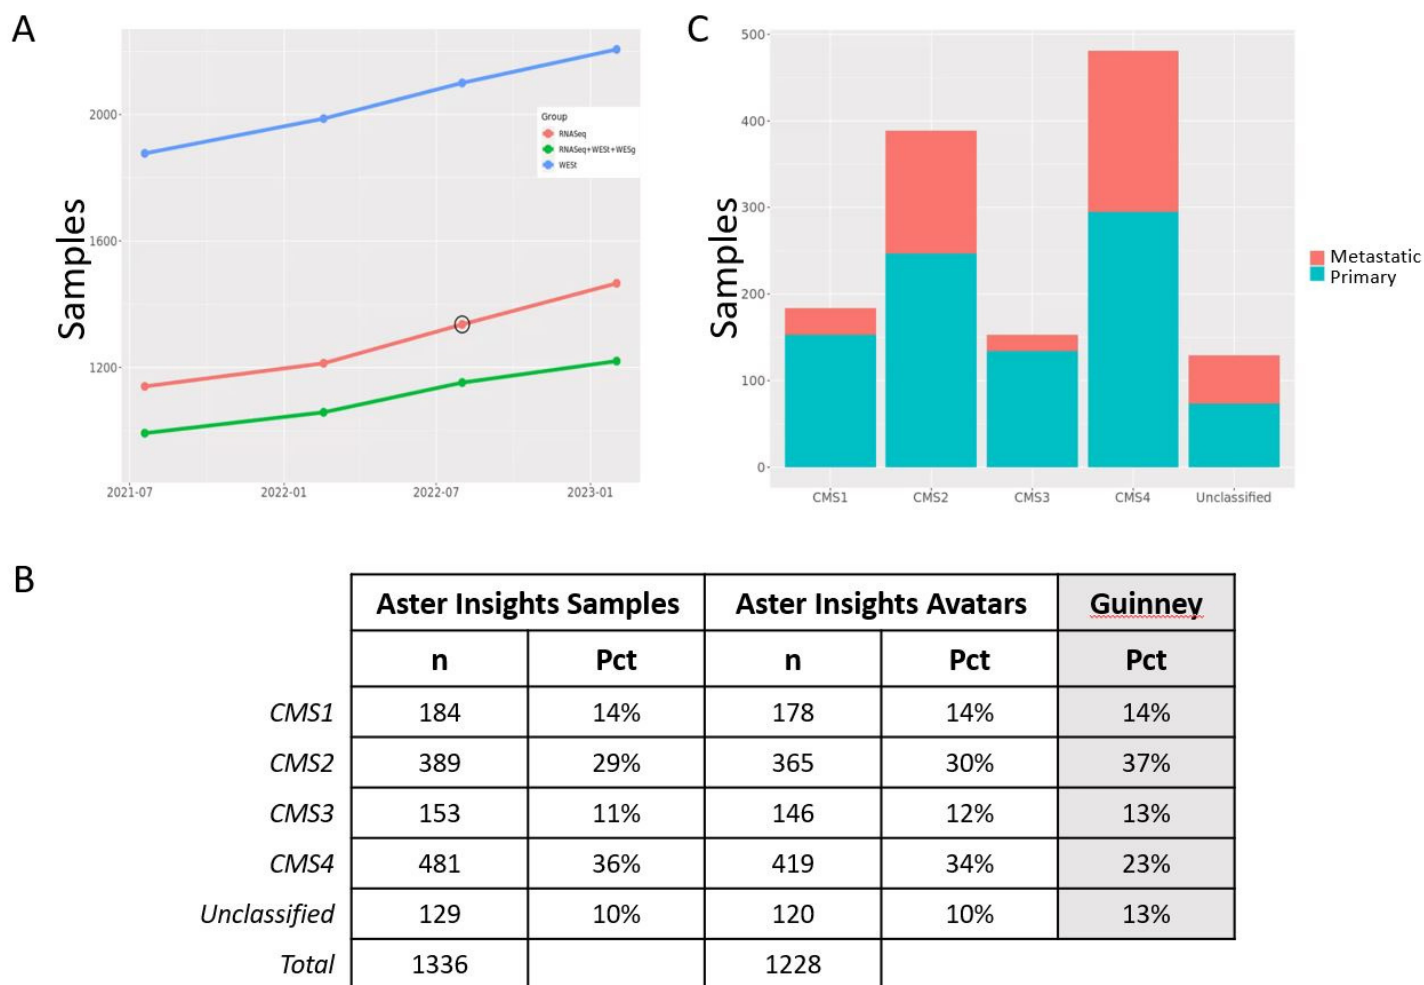 A
Samples
2000
1600
1200
2021-07
2022-01
2022-07
2023-01
Group
RNASeq
RNASeq+WESt+WESg
WESt
C
Samples
500
400
300
200
100
0
CMS1
CMS2
CMS3
CMS4
Unclassified
Metastatic
Primary
B
Aster Insights Samples Aster Insights Avatars Guinney
n Pct n Pct Pct
CMS1 184 14% 178 14% 14%
CMS2 389 29% 365 30% 37%
CMS3 153 11% 146 12% 13%
CMS4 481 36% 419 34% 23%
Unclassified 129 10% 120 10% 13%
Total 1336 1228